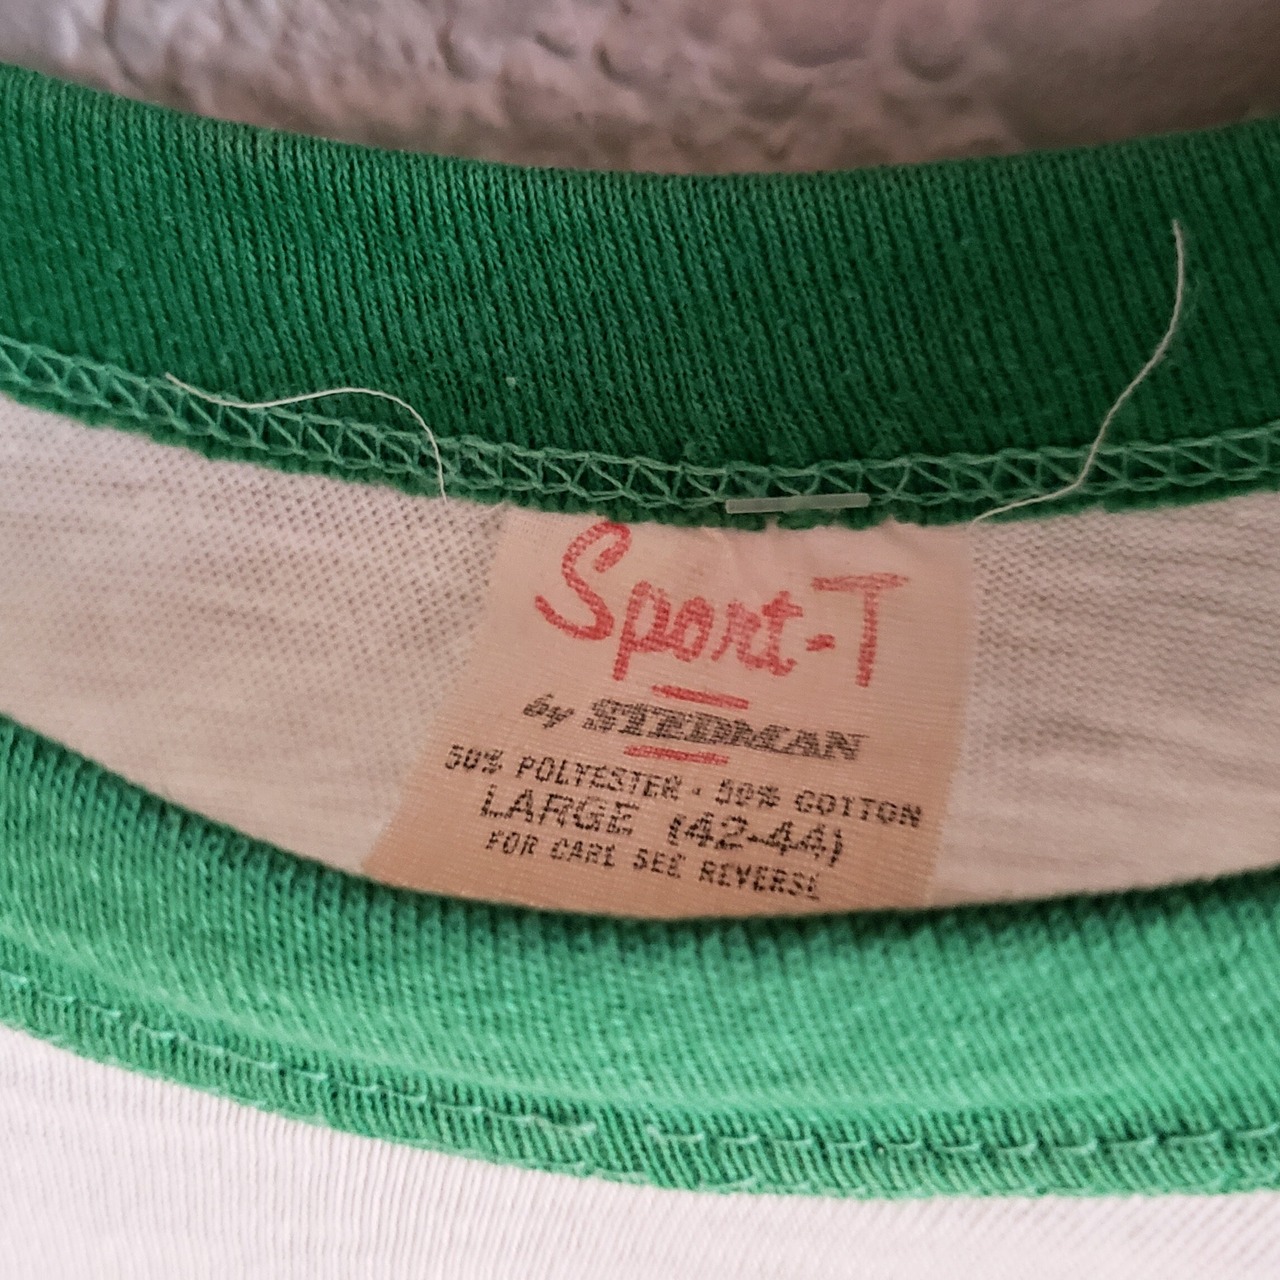 Sport-T
by STEDMAN
50% POLYESTER - 50% COTTON
LARGE (42-44)
FOR CARE SEE REVERSE